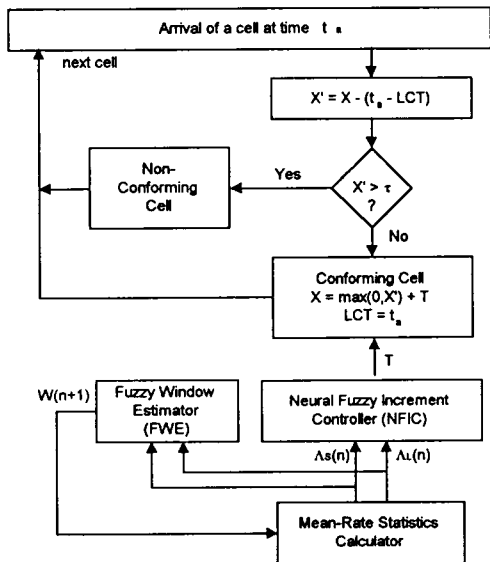 Arrival of a cell at time t a
next cell
X' = X - (t a - LCT)
Non-
Conforming
Cell
Yes
X' > τ
?
No
Conforming Cell
X = max(0,X') + T
LCT = t a
T
W(n+1)
Fuzzy Window
Estimator
(FWE)
Neural Fuzzy Increment
Controller (NFIC)
Λs(n)
ΛL(n)
Mean-Rate Statistics
Calculator